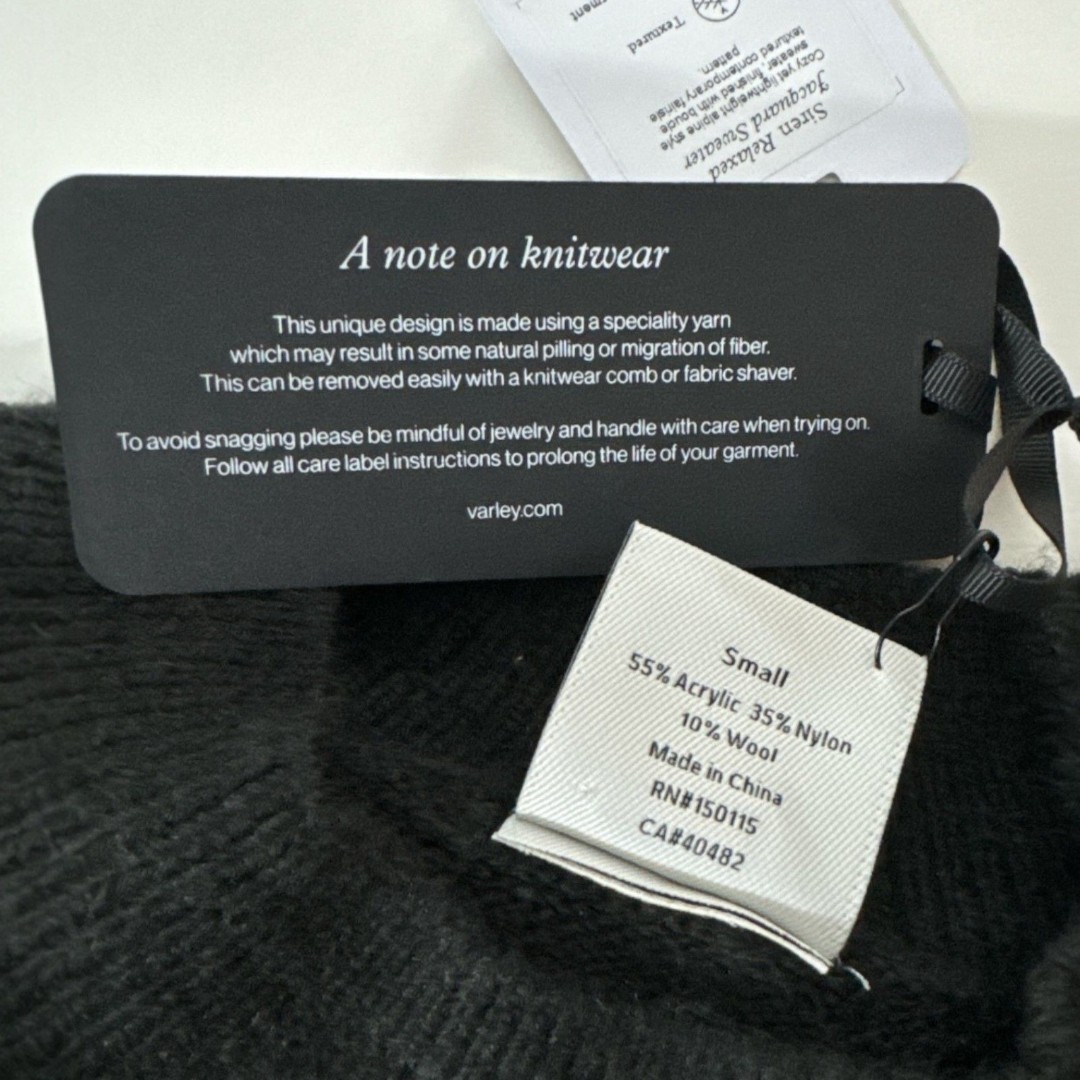 Siren Relaxed
Jacquard Sweater
Cozy yet lightweight alpine style
sweater, finished with boucle
textured contemporary fairisle
pattern.
Textured
A note on knitwear
This unique design is made using a speciality yarn
which may result in some natural pilling or migration of fiber.
This can be removed easily with a knitwear comb or fabric shaver.
To avoid snagging please be mindful of jewelry and handle with care when trying on.
Follow all care label instructions to prolong the life of your garment.
varley.com
Small
55% Acrylic 35% Nylon
10% Wool
Made in China
RN#150115
CA#40482